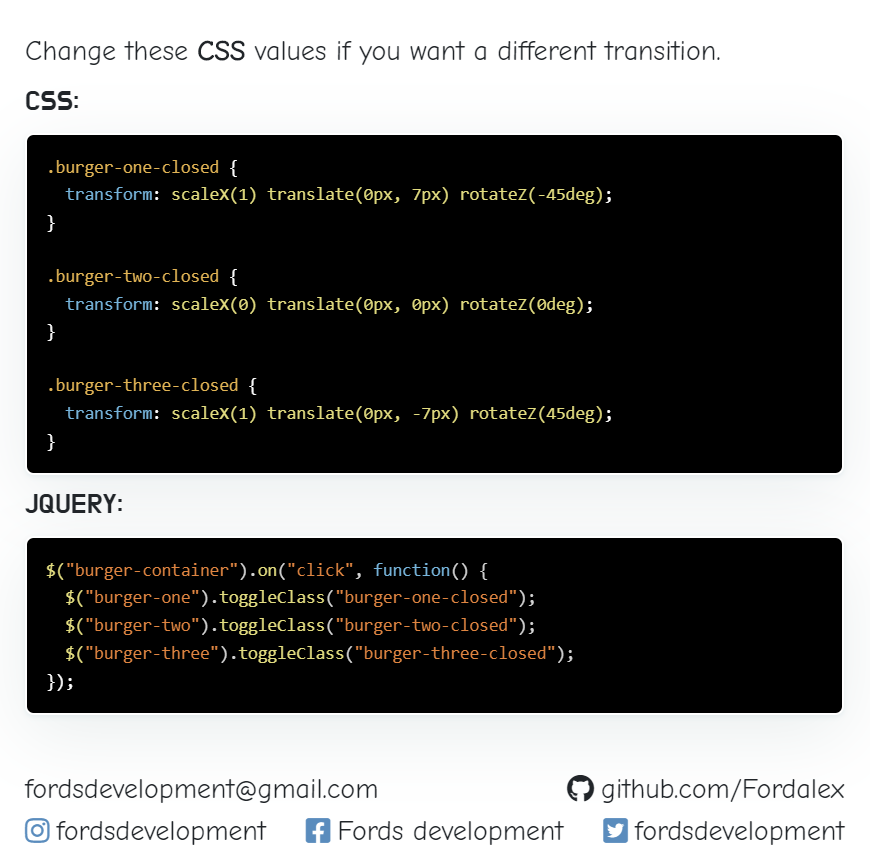 Change these CSS values if you want a different transition.
CSS:
.burger-one-closed {
  transform: scaleX(1) translate(0px, 7px) rotateZ(-45deg);
}
.burger-two-closed {
  transform: scaleX(0) translate(0px, 0px) rotateZ(0deg);
}
.burger-three-closed {
  transform: scaleX(1) translate(0px, -7px) rotateZ(45deg);
}
JQUERY:
$("burger-container").on("click", function() {
  $("burger-one").toggleClass("burger-one-closed");
  $("burger-two").toggleClass("burger-two-closed");
  $("burger-three").toggleClass("burger-three-closed");
});
fordsdevelopment@gmail.com github.com/Fordalex
fordsdevelopment Fords development fordsdevelopment